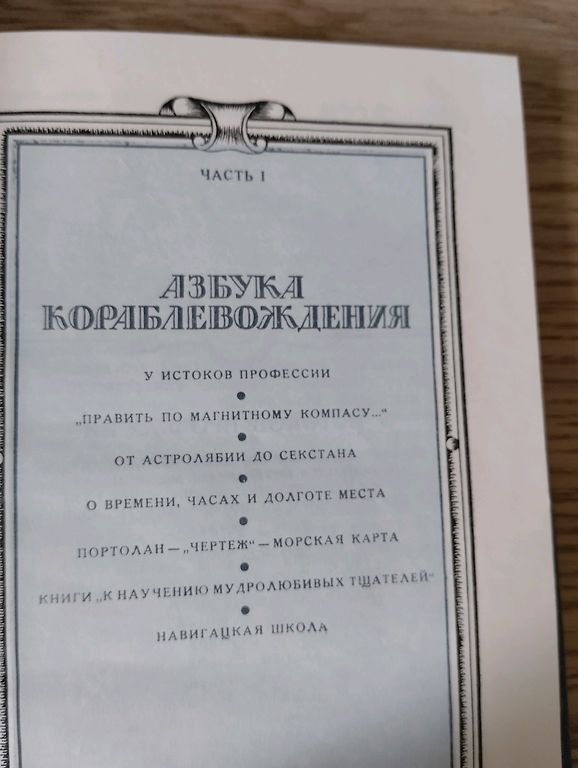 ЧАСТЬ I
АЗБУКА
КОРАБЛЕВОЖДЕНИЯ
У ИСТОКОВ ПРОФЕССИИ
„ПРАВИТЬ ПО МАГНИТНОМУ КОМПАСУ...“
ОТ АСТРОЛЯБИИ ДО СЕКСТАНА
О ВРЕМЕНИ, ЧАСАХ И ДОЛГОТЕ МЕСТА
ПОРТОЛАН — „ЧЕРТЕЖ“ — МОРСКАЯ КАРТА
КНИГИ „К НАУЧЕНИЮ МУДРОЛЮБИВЫХ ТЩАТЕЛЕЙ“
НАВИГАЦКАЯ ШКОЛА